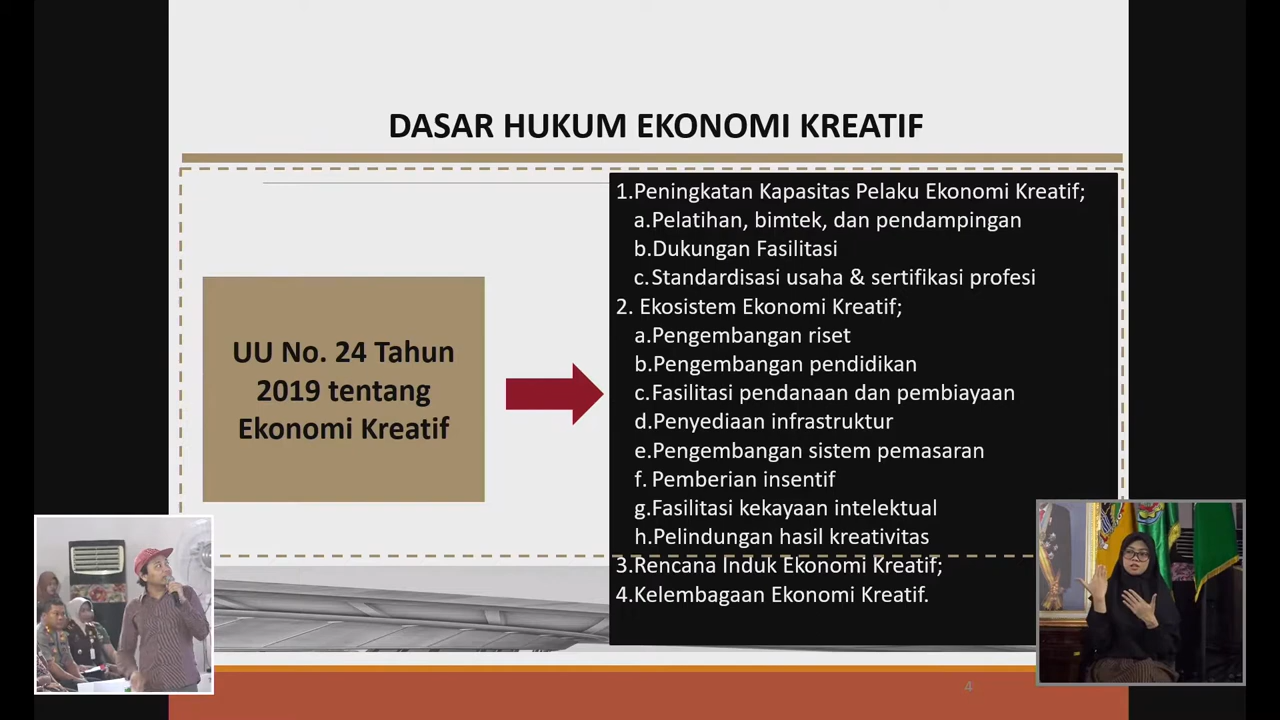 DASAR HUKUM EKONOMI KREATIF
UU No. 24 Tahun
2019 tentang
Ekonomi Kreatif
1.Peningkatan Kapasitas Pelaku Ekonomi Kreatif;
a.Pelatihan, bimtek, dan pendampingan
b.Dukungan Fasilitasi
c.Standardisasi usaha & sertifikasi profesi
2. Ekosistem Ekonomi Kreatif;
a.Pengembangan riset
b.Pengembangan pendidikan
c.Fasilitasi pendanaan dan pembiayaan
d.Penyediaan infrastruktur
e.Pengembangan sistem pemasaran
f. Pemberian insentif
g.Fasilitasi kekayaan intelektual
h.Pelindungan hasil kreativitas
3.Rencana Induk Ekonomi Kreatif;
4.Kelembagaan Ekonomi Kreatif.
4